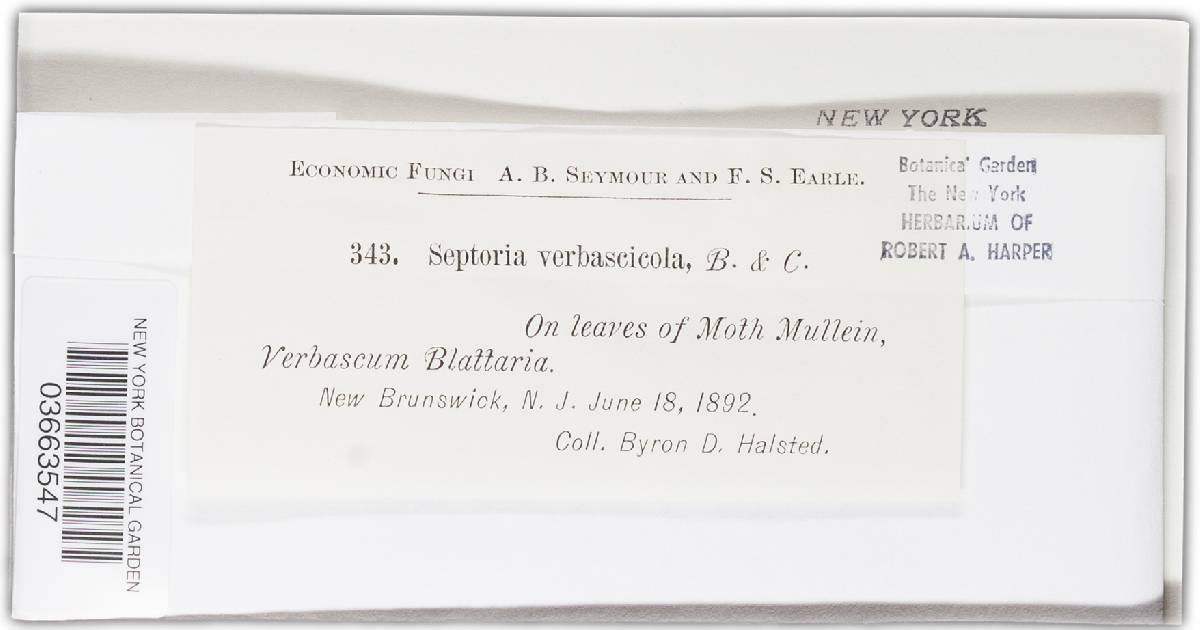 NEW YORK
Botanical Garden
The New York
HERBARIUM OF
ROBERT A. HARPER
ECONOMIC FUNGI A. B. SEYMOUR AND F. S. EARLE.
343. Septoria verbascicola, B. & C.
On leaves of Moth Mullein,
Verbascum Blattaria.
New Brunswick, N. J. June 18, 1892.
Coll. Byron D. Halsted.
NEW YORK BOTANICAL GARDEN
03663547